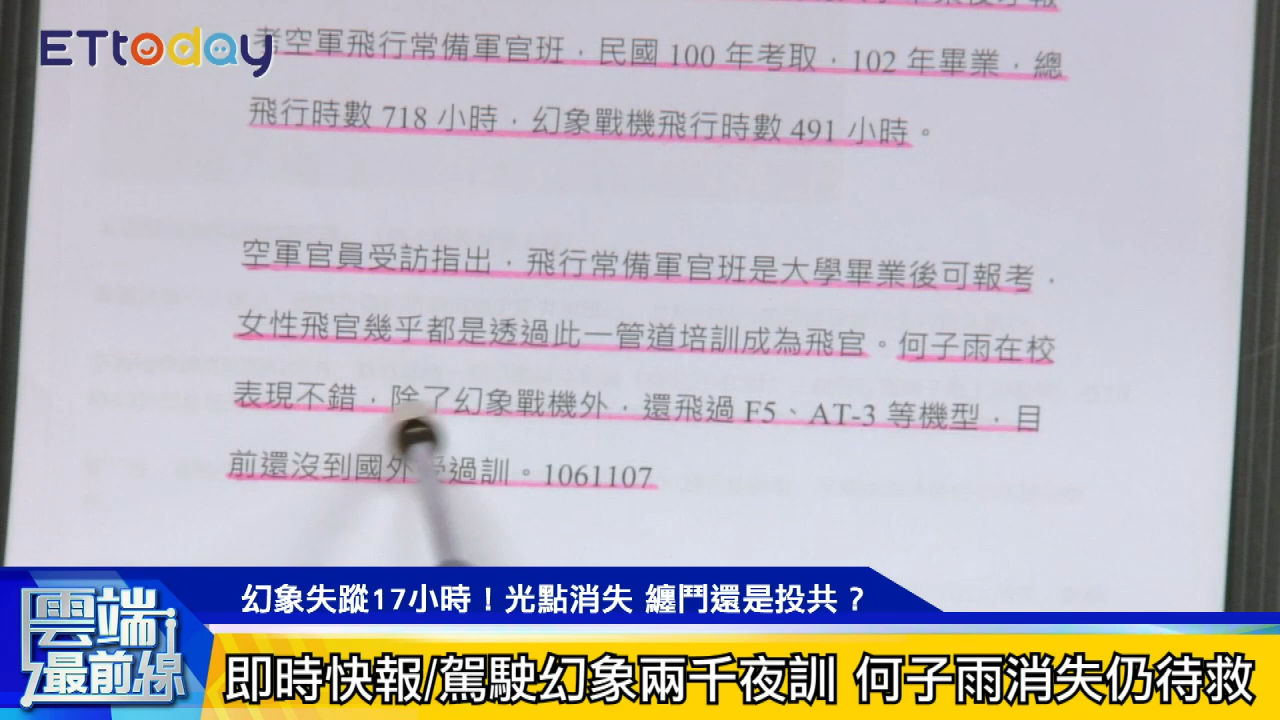 ETtoday
考空軍飛行常備軍官班，民國 100 年考取，102 年畢業，總
飛行時數 718 小時，幻象戰機飛行時數 491 小時。
空軍官員受訪指出，飛行常備軍官班是大學畢業後可報考，
女性飛官幾乎都是透過此一管道培訓成為飛官。何子雨在校
表現不錯，除了幻象戰機外，還飛過 F5、AT-3 等機型，目
前還沒到國外受過訓。1061107
幻象失蹤17小時！光點消失 纏鬥還是投共？
雲端最前線
即時快報/駕駛幻象兩千夜訓 何子雨消失仍待救